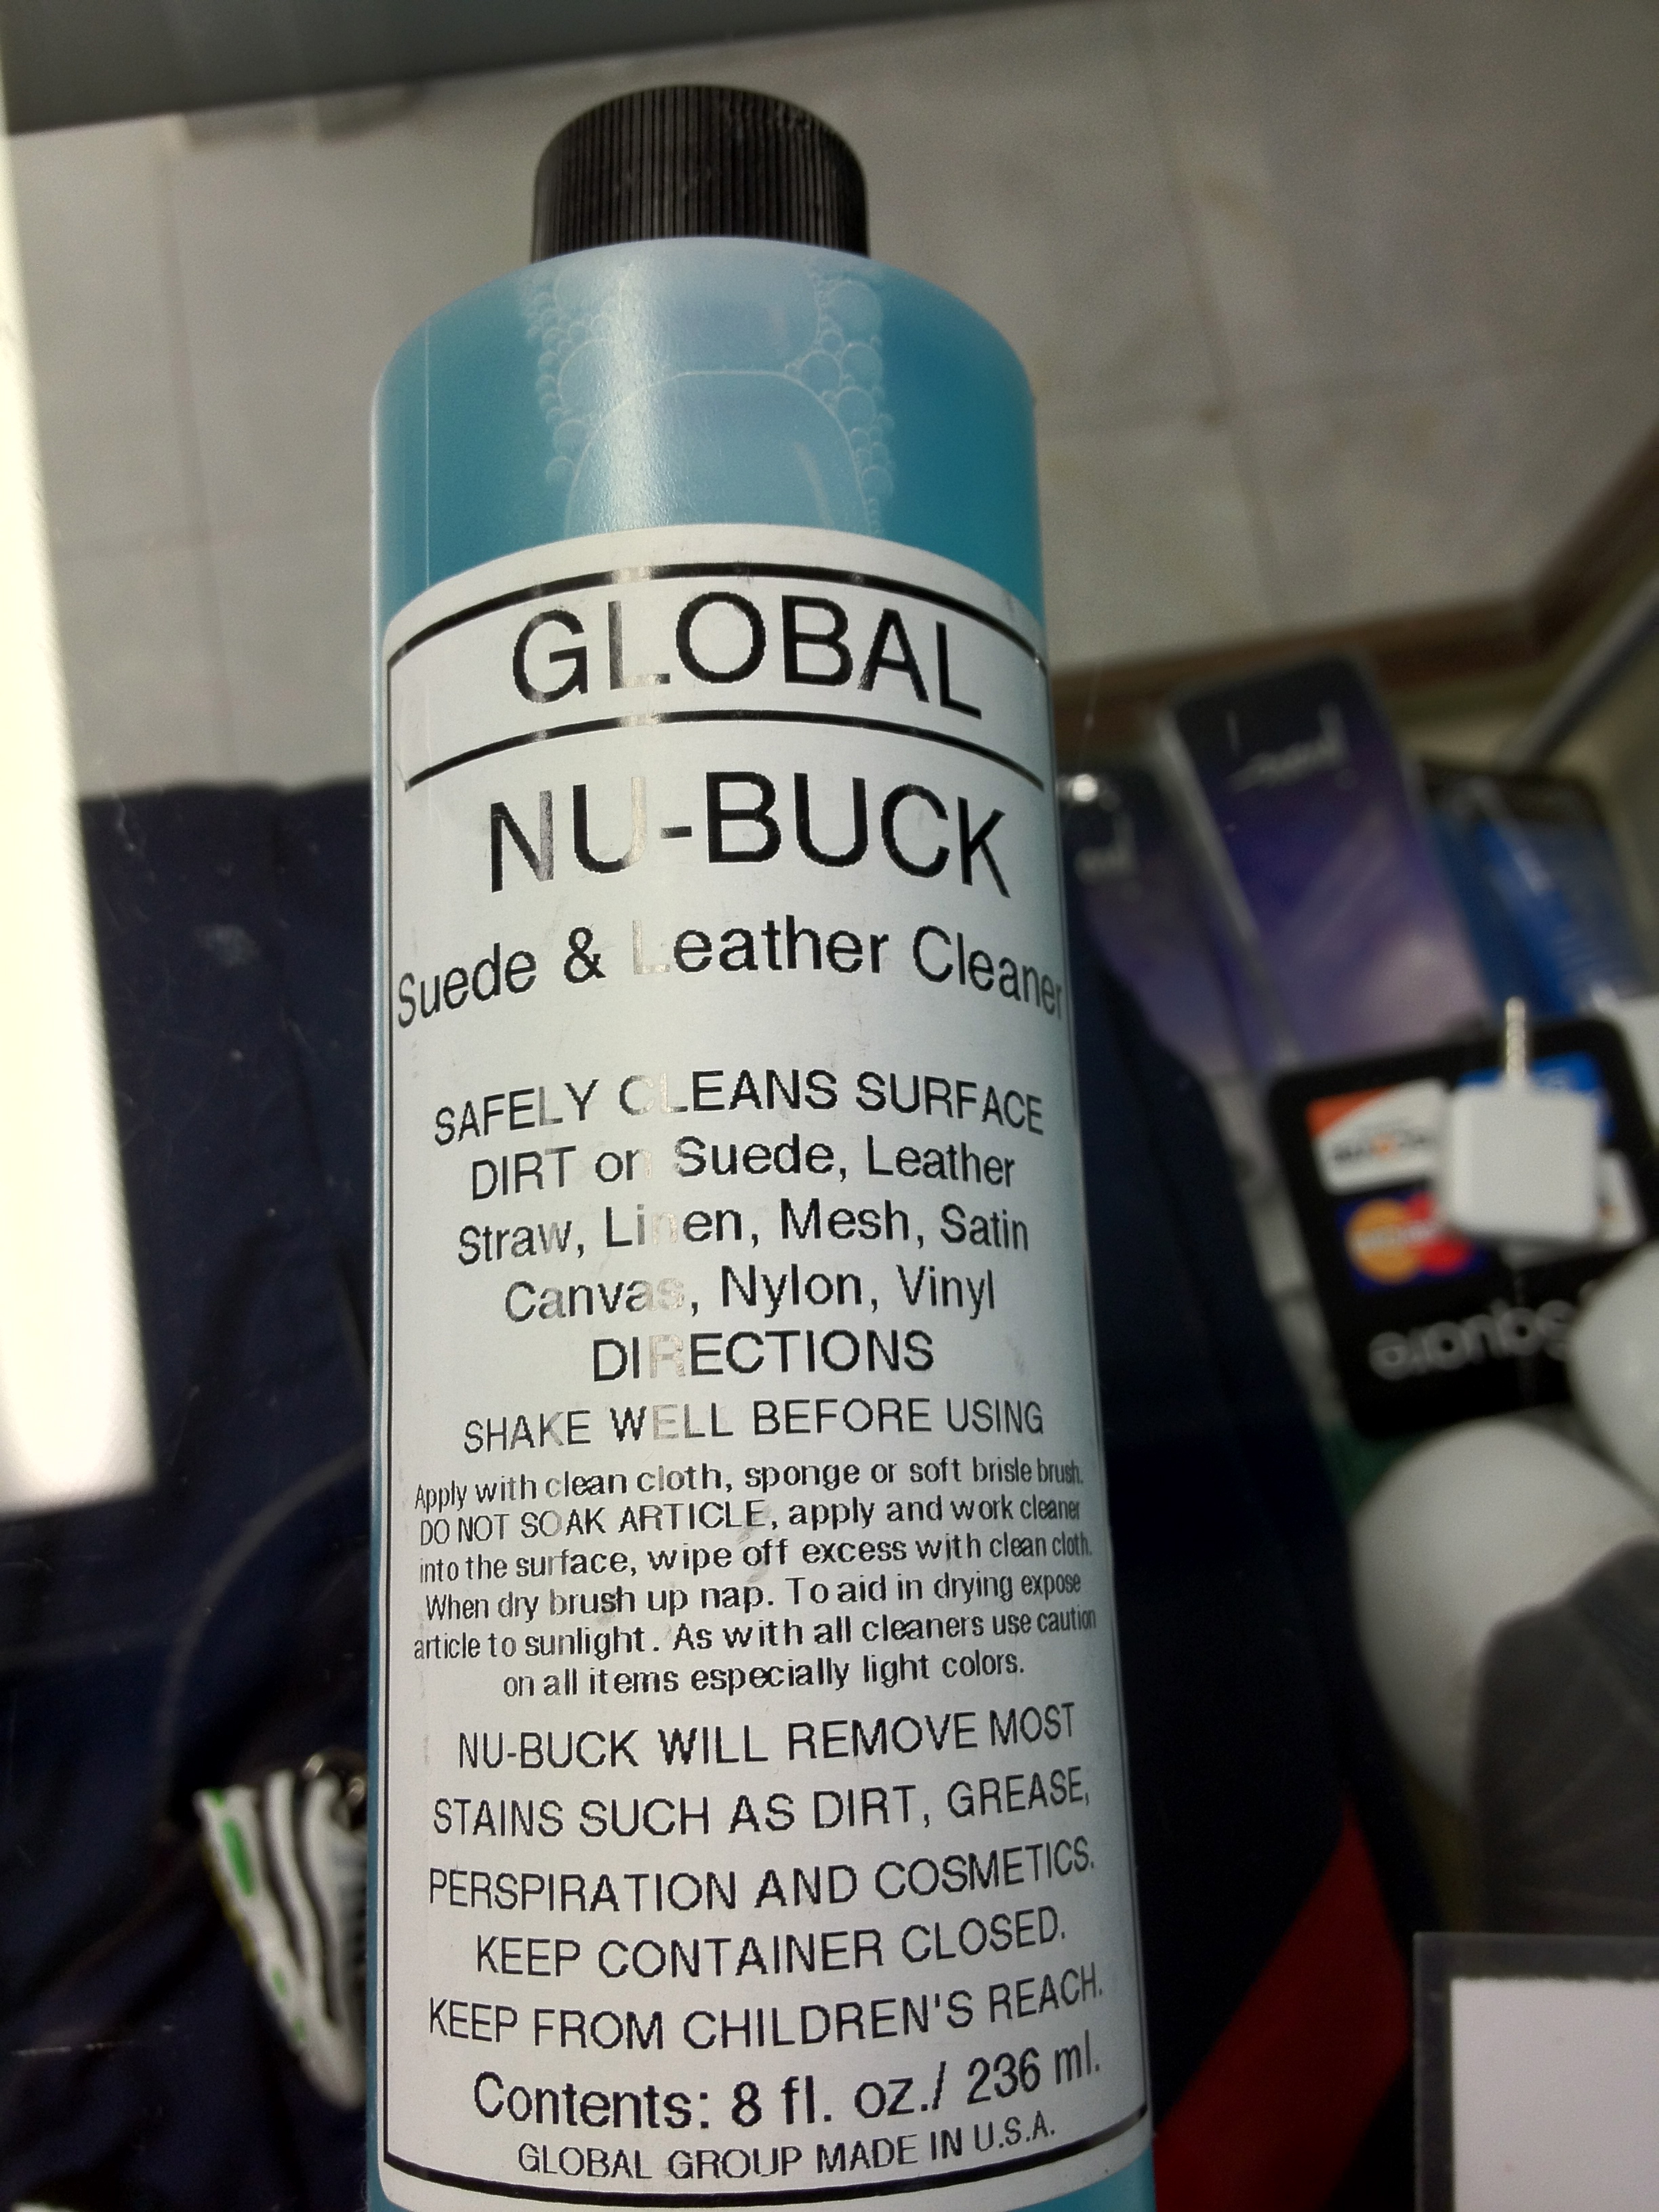 GLOBAL
NU-BUCK
Suede & Leather Cleaner
SAFELY CLEANS SURFACE
DIRT on Suede, Leather
Straw, Linen, Mesh, Satin
Canvas, Nylon, Vinyl
DIRECTIONS
SHAKE WELL BEFORE USING
Apply with clean cloth, sponge or soft brisle brush.
DO NOT SOAK ARTICLE, apply and work cleaner
into the surface, wipe off excess with clean cloth.
When dry brush up nap. To aid in drying expose
article to sunlight. As with all cleaners use caution
on all items especially light colors.
NU-BUCK WILL REMOVE MOST
STAINS SUCH AS DIRT, GREASE,
PERSPIRATION AND COSMETICS.
KEEP CONTAINER CLOSED.
KEEP FROM CHILDREN'S REACH.
Contents: 8 fl. oz./ 236 ml.
GLOBAL GROUP MADE IN U.S.A.
Square